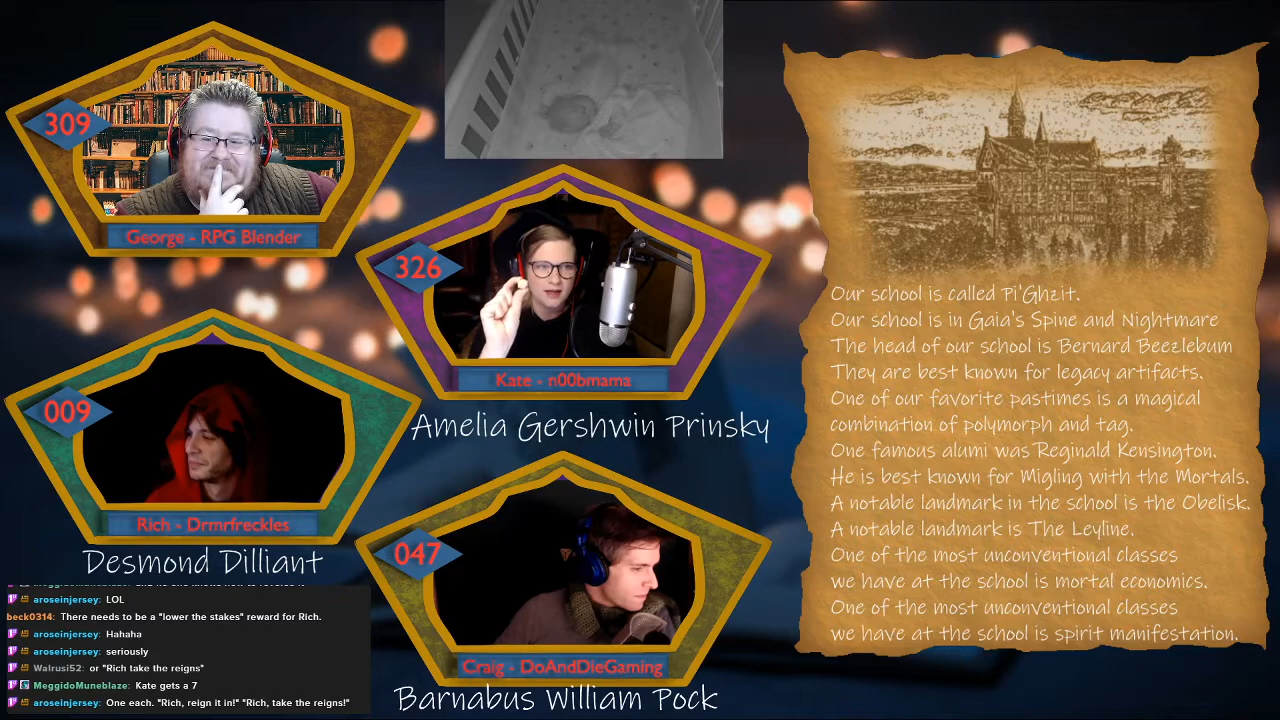 309
George - RPG Blender
326
Kate - n00bmama
Amelia Gershwin Prinsky
009
Rich - Drmrfreckles
Desmond Dilliant
047
Craig - DoAndDieGaming
Barnabus William Pock
Our school is called Pi'Ghzit.
Our school is in Gaia's Spine and Nightmare
The head of our school is Bernard Beezlebum
They are best known for legacy artifacts.
One of our favorite pastimes is a magical
combination of polymorph and tag.
One famous alumi was Reginald Kensington.
He is best known for Migling with the Mortals.
A notable landmark in the school is the Obelisk.
A notable landmark is The Leyline.
One of the most unconventional classes
we have at the school is mortal economics.
One of the most unconventional classes
we have at the school is spirit manifestation.
aroseinjersey: LOL
beck0314: There needs to be a "lower the stakes" reward for Rich.
aroseinjersey: Hahaha
aroseinjersey: seriously
Walrusi52: or "Rich take the reigns"
MeggidoMuneblaze: Kate gets a 7
aroseinjersey: One each. "Rich, reign it in!" "Rich, take the reigns!"